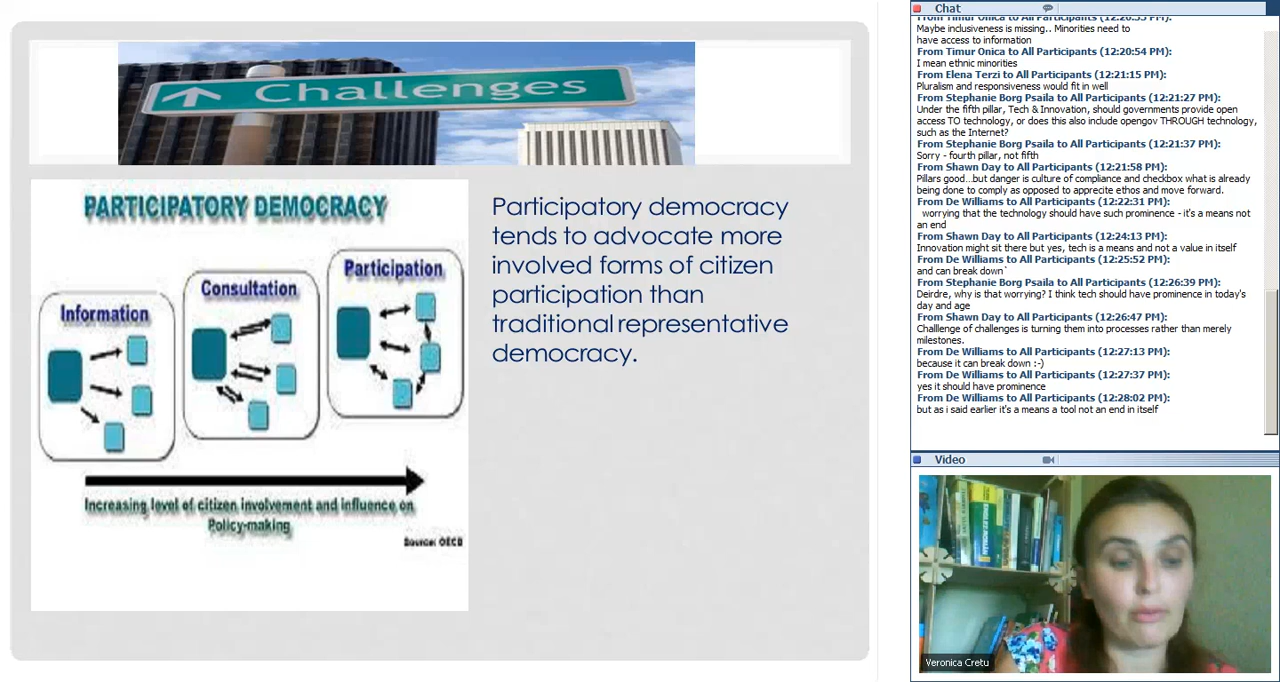 Challenges
PARTICIPATORY DEMOCRACY
Information
Consultation
Participation
Increasing level of citizen involvement and influence on
Policy-making
Source: OECD
Participatory democracy
tends to advocate more
involved forms of citizen
participation than
traditional representative
democracy.
Chat
From Timur Onica to All Participants
Maybe inclusiveness is missing.. Minorities need to
have access to information
From Timur Onica to All Participants (12:20:54 PM):
I mean ethnic minorities
From Elena Terzi to All Participants (12:21:15 PM):
Pluralism and responsiveness would fit in well
From Stephanie Borg Psaila to All Participants (12:21:27 PM):
Under the fifth pillar, Tech & Innovation, should governments provide open
access TO technology, or does this also include opengov THROUGH technology,
such as the Internet?
From Stephanie Borg Psaila to All Participants (12:21:37 PM):
Sorry - fourth pillar, not fifth
From Shawn Day to All Participants (12:21:58 PM):
Pillars good...but danger is culture of compliance and checkbox what is already
being done to comply as opposed to apprecite ethos and move forward.
From De Williams to All Participants (12:22:31 PM):
worrying that the technology should have such prominence - it's a means not
an end
From Shawn Day to All Participants (12:24:13 PM):
Innovation might sit there but yes, tech is a means and not a value in itself
From De Williams to All Participants (12:25:52 PM):
and can break down`
From Stephanie Borg Psaila to All Participants (12:26:39 PM):
Deirdre, why is that worrying? I think tech should have prominence in today's
day and age
From Shawn Day to All Participants (12:26:47 PM):
Challlenge of challenges is turning them into processes rather than merely
milestones.
From De Williams to All Participants (12:27:13 PM):
because it can break down :-)
From De Williams to All Participants (12:27:37 PM):
yes it should have prominence
From De Williams to All Participants (12:28:02 PM):
but as i said earlier it's a means a tool not an end in itself
Video
Veronica Cretu